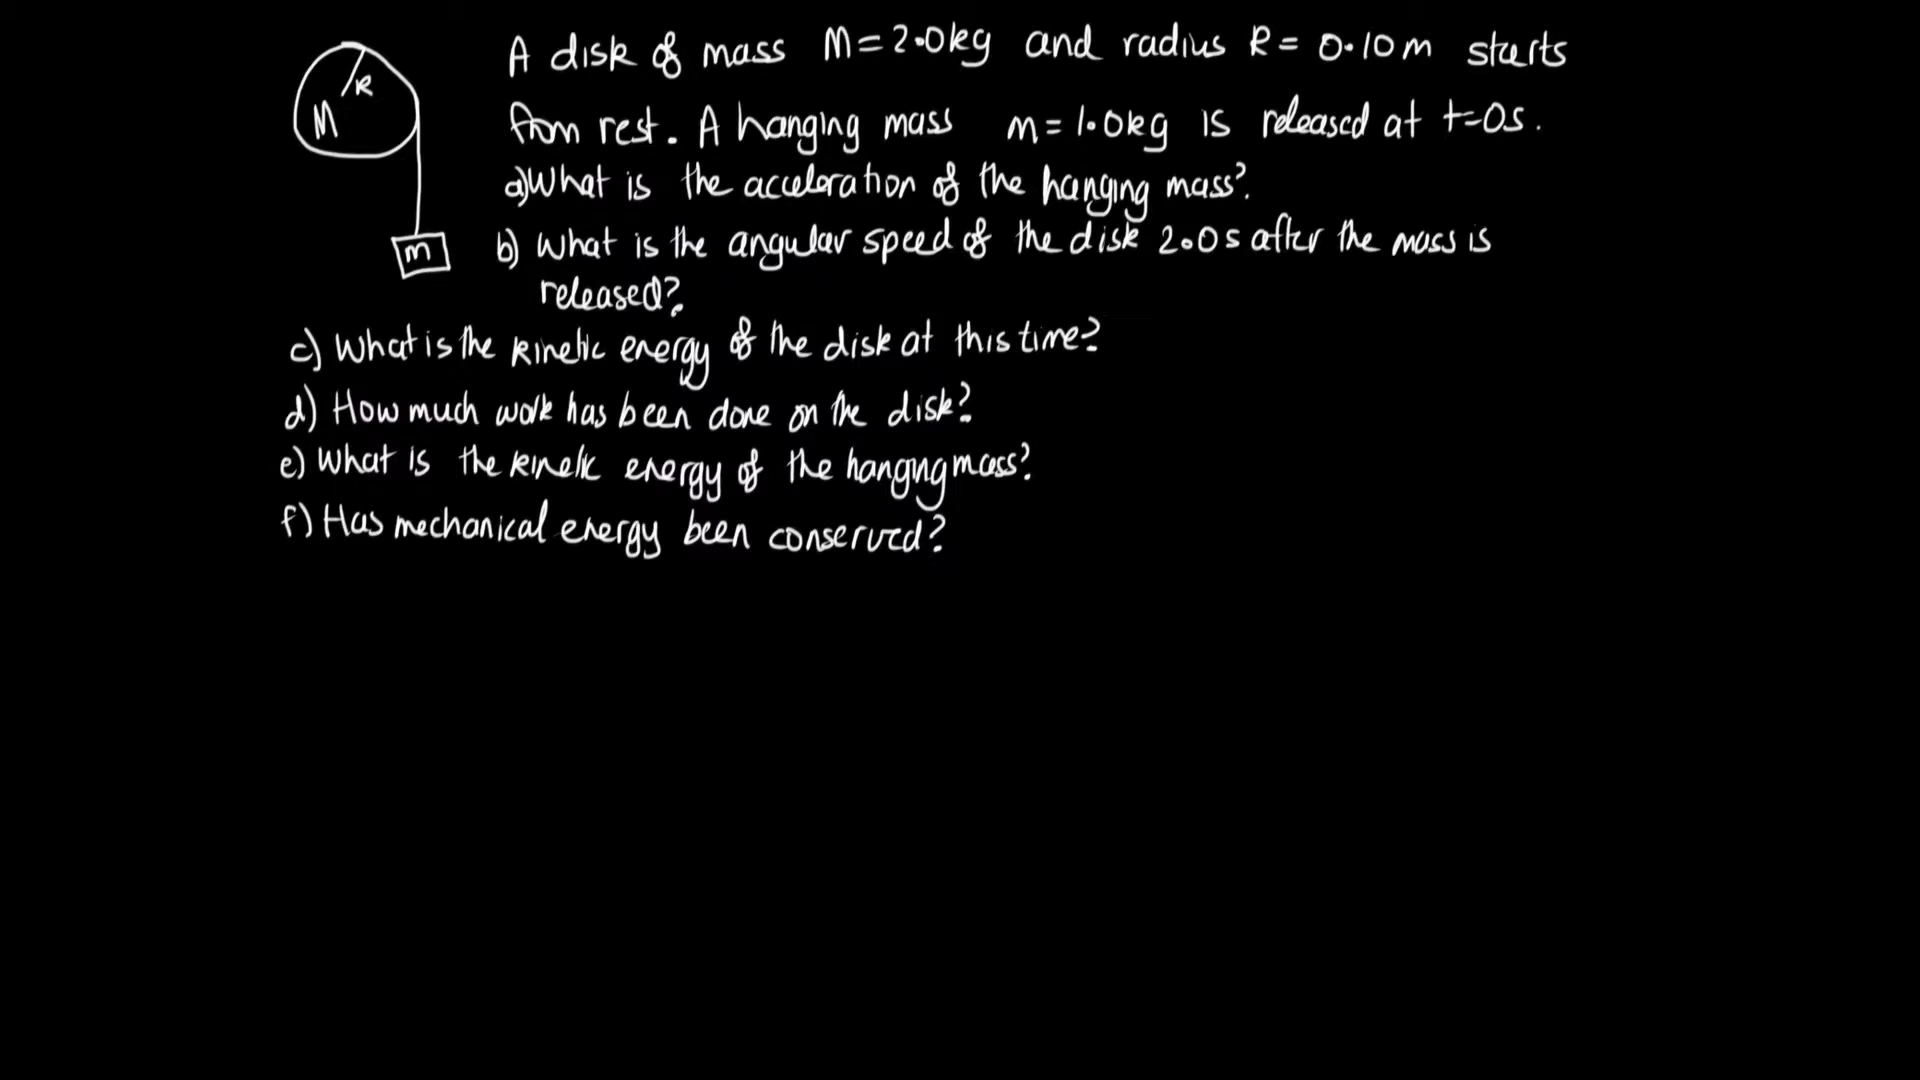 M R
m
A disk of mass M=2.0kg and radius R= 0.10m starts
from rest. A hanging mass m=1.0kg is released at t=0s.
a)What is the acceleration of the hanging mass?
b) What is the angular speed of the disk 2.0s after the mass is
released?
c) What is the kinetic energy of the disk at this time?
d) How much work has been done on the disk?
e) What is the kinetic energy of the hanging mass?
f) Has mechanical energy been conserved?